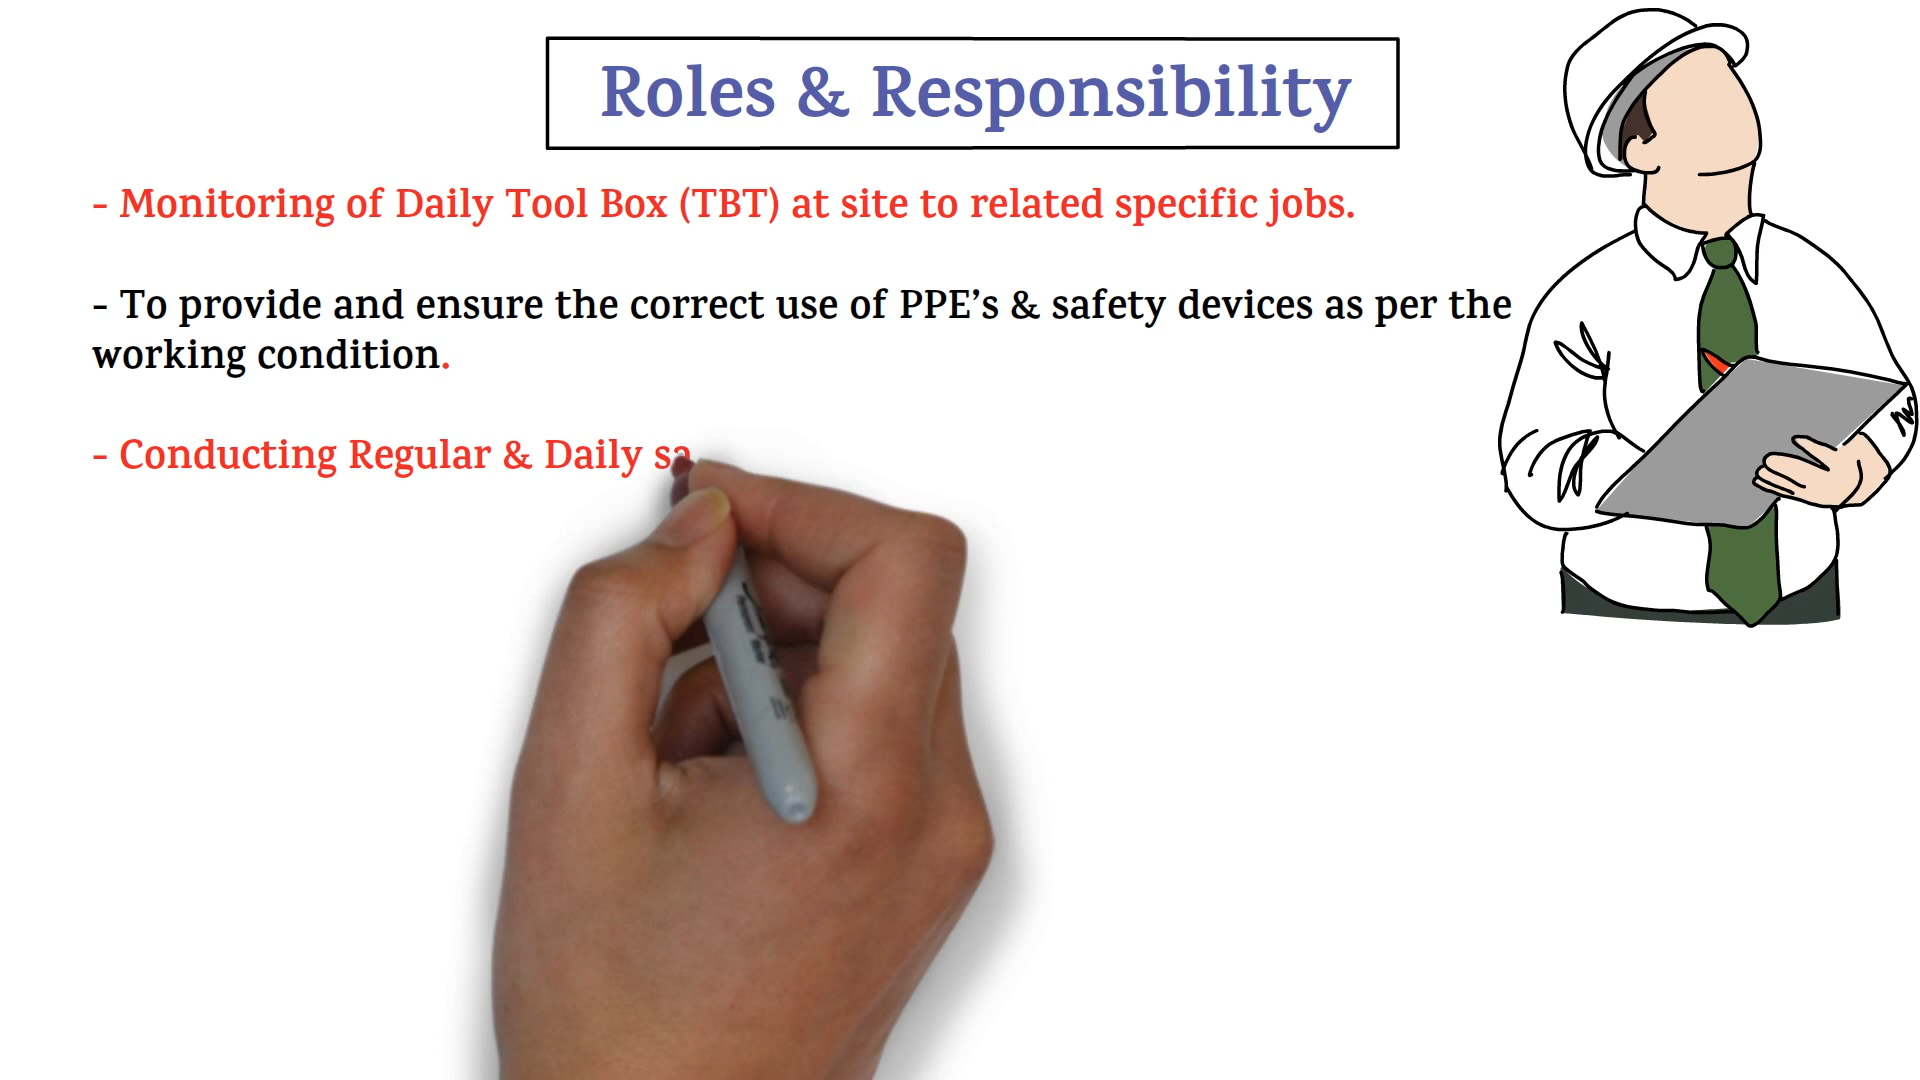 Roles & Responsibility
- Monitoring of Daily Tool Box (TBT) at site to related specific jobs.
- To provide and ensure the correct use of PPE’s & safety devices as per the
working condition.
- Conducting Regular & Daily sa